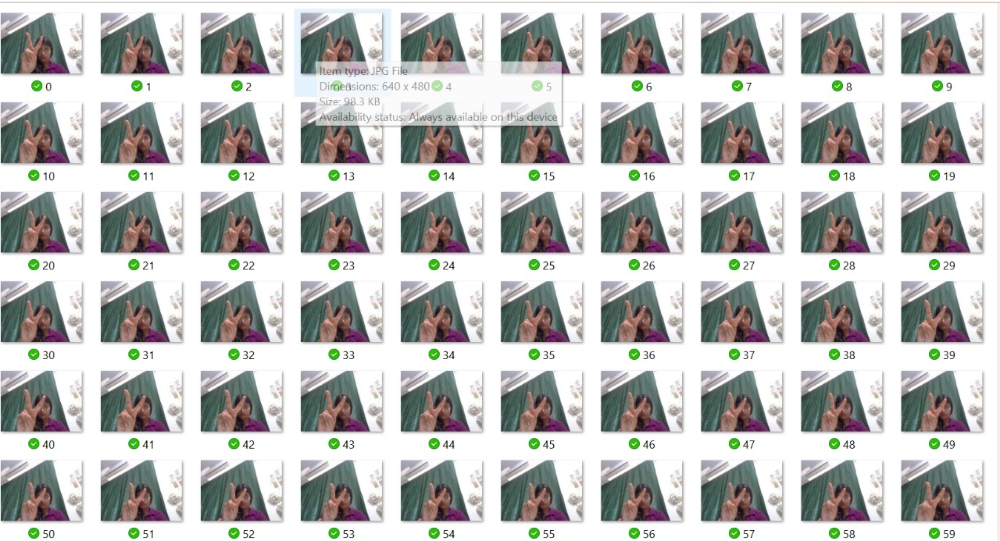 0 1 2 3 4 5 6 7 8 9
Item type: JPG File
Dimensions: 640 x 480
Size: 98.3 KB
Availability status: Always available on this device
10 11 12 13 14 15 16 17 18 19
20 21 22 23 24 25 26 27 28 29
30 31 32 33 34 35 36 37 38 39
40 41 42 43 44 45 46 47 48 49
50 51 52 53 54 55 56 57 58 59